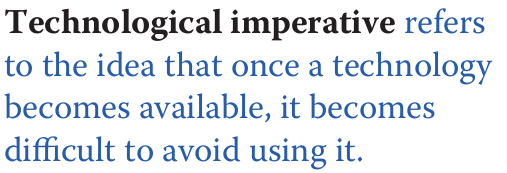 Technological imperative refers
to the idea that once a technology
becomes available, it becomes
difficult to avoid using it.